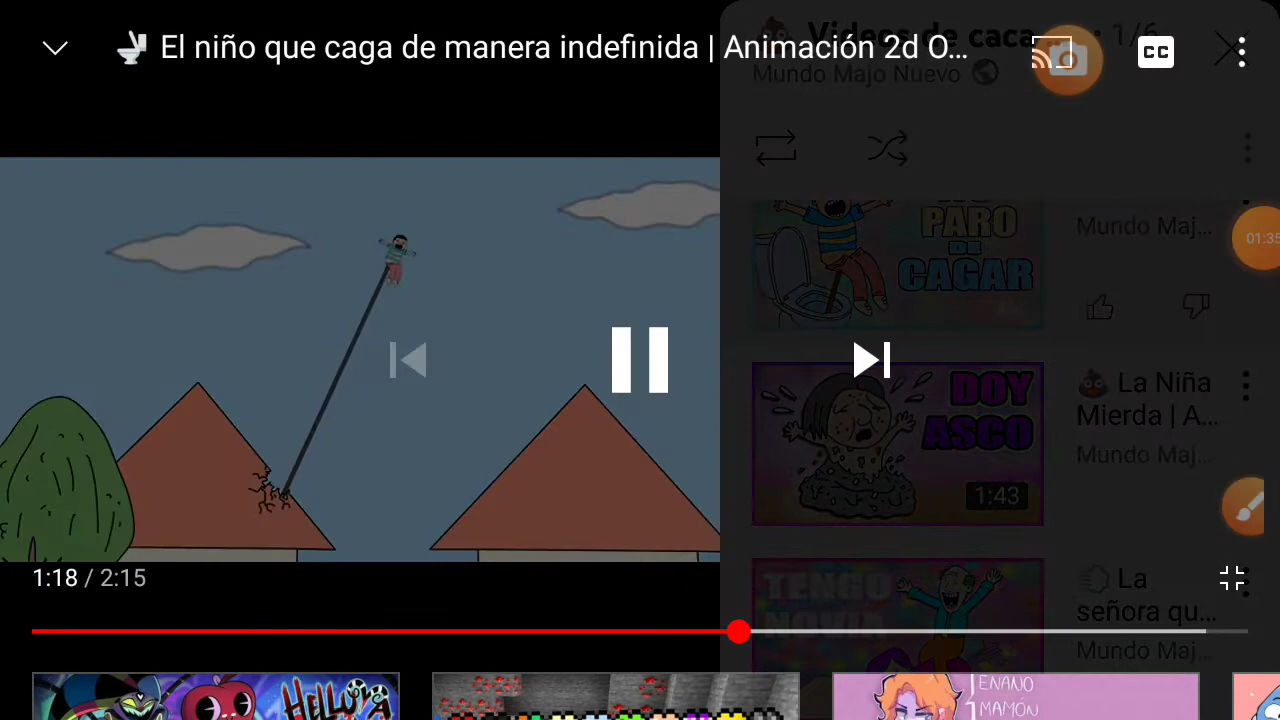 El niño que caga de manera indefinida | Animación 2d O...
Videos de caca • 1/6
Mundo Majo Nuevo
CC
PARO
DE
CAGAR
Mundo Maj...
01:35
DOY
ASCO
1:43
La Niña
Mierda | A...
Mundo Maj...
TENGO
NOVIA
La
señora qu...
Mundo Maj...
1:18 / 2:15
ENANO
MAMÓN